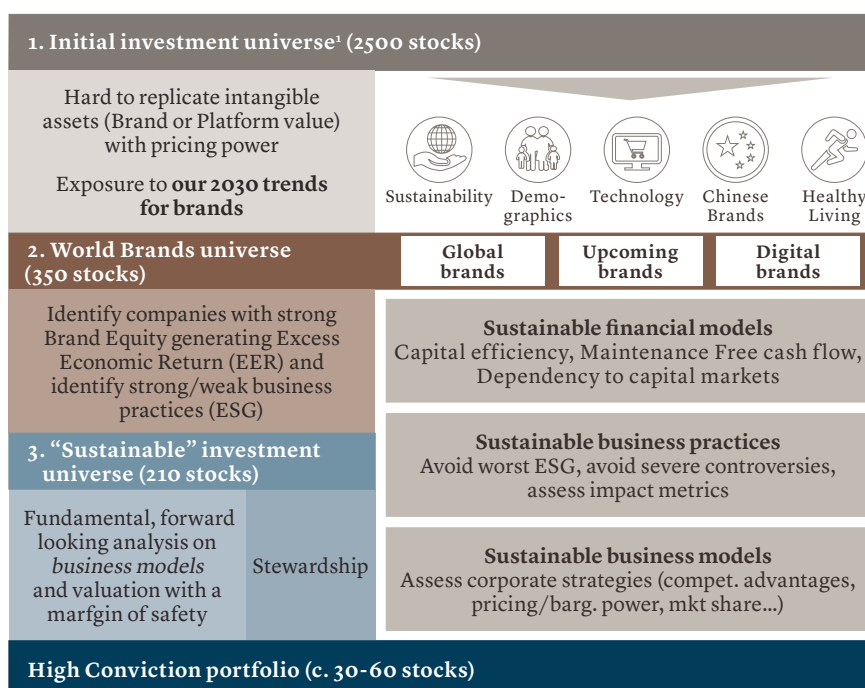 1. Initial investment universe¹ (2500 stocks)
Hard to replicate intangible
assets (Brand or Platform value)
with pricing power
Exposure to our 2030 trends
for brands
Sustainability
Demo-
graphics
Technology
Chinese
Brands
Healthy
Living
2. World Brands universe
(350 stocks)
Global
brands
Upcoming
brands
Digital
brands
Identify companies with strong
Brand Equity generating Excess
Economic Return (EER) and
identify strong/weak business
practices (ESG)
Sustainable financial models
Capital efficiency, Maintenance Free cash flow,
Dependency to capital markets
3. “Sustainable” investment
universe (210 stocks)
Sustainable business practices
Avoid worst ESG, avoid severe controversies,
assess impact metrics
Fundamental, forward
looking analysis on
business models
and valuation with a
marfgin of safety
Stewardship
Sustainable business models
Assess corporate strategies (compet. advantages,
pricing/barg. power, mkt share...)
High Conviction portfolio (c. 30-60 stocks)